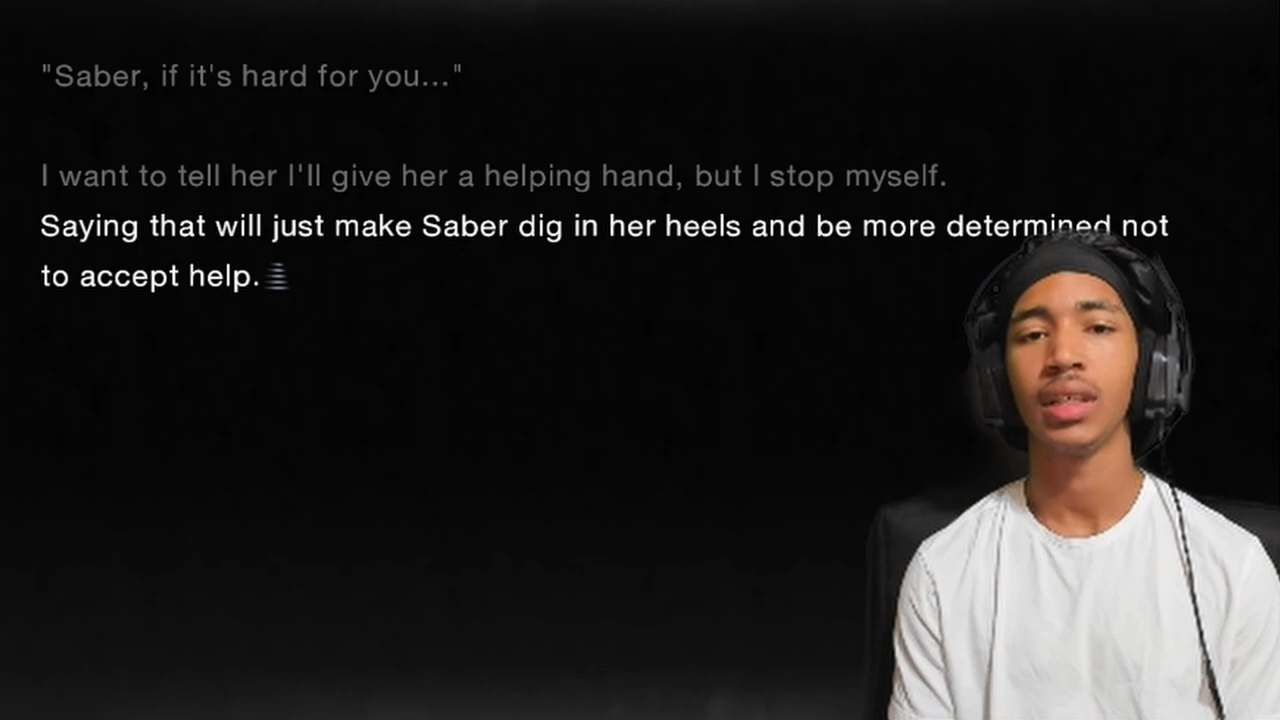 "Saber, if it's hard for you..."
I want to tell her I'll give her a helping hand, but I stop myself.
Saying that will just make Saber dig in her heels and be more determined not
to accept help.